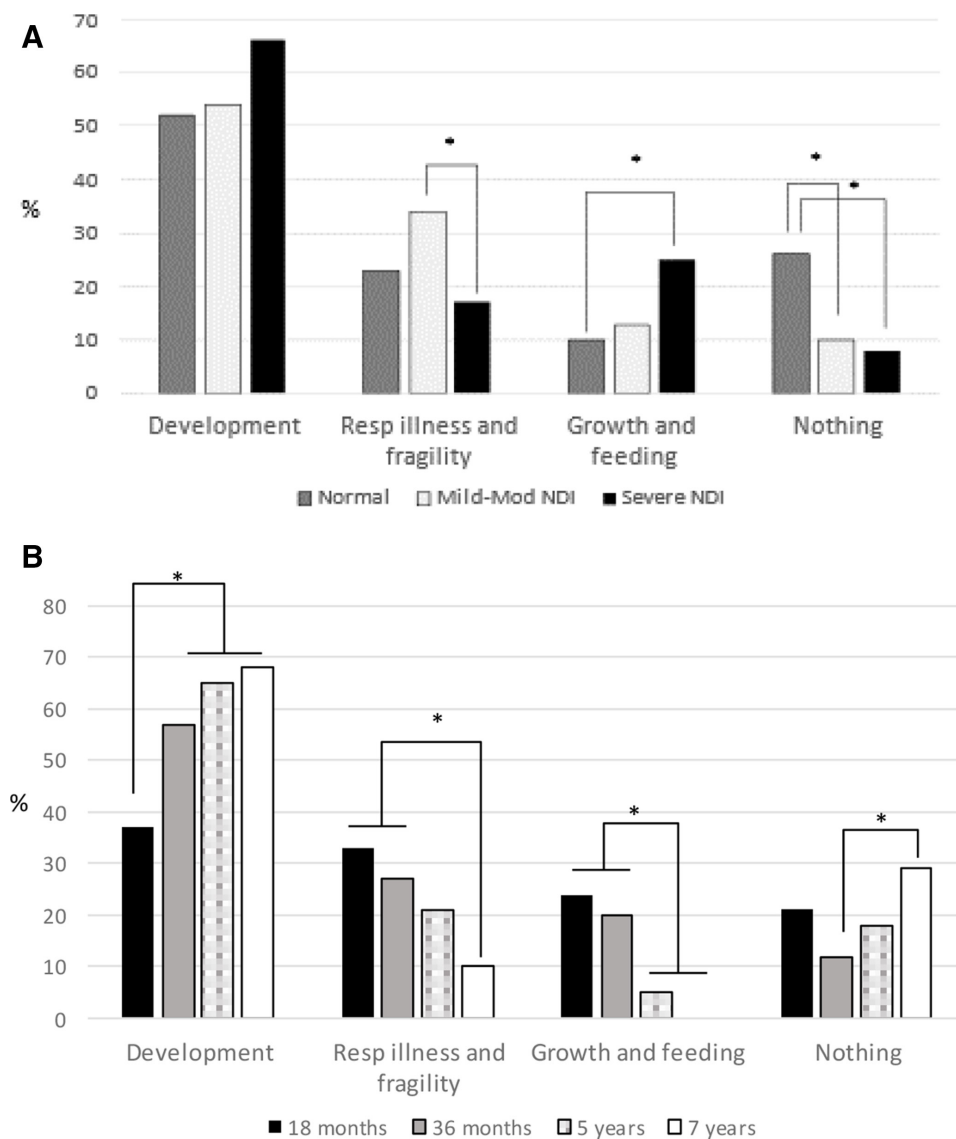 A
70
60
50
40
30
20
10
0
%
*
*
*
*
Development
Resp illness and
fragility
Growth and
feeding
Nothing
Normal
Mild-Mod NDI
Severe NDI
B
80
70
60
50
40
30
20
10
0
%
*
*
*
*
Development
Resp illness and
fragility
Growth and feeding
Nothing
18 months
36 months
5 years
7 years